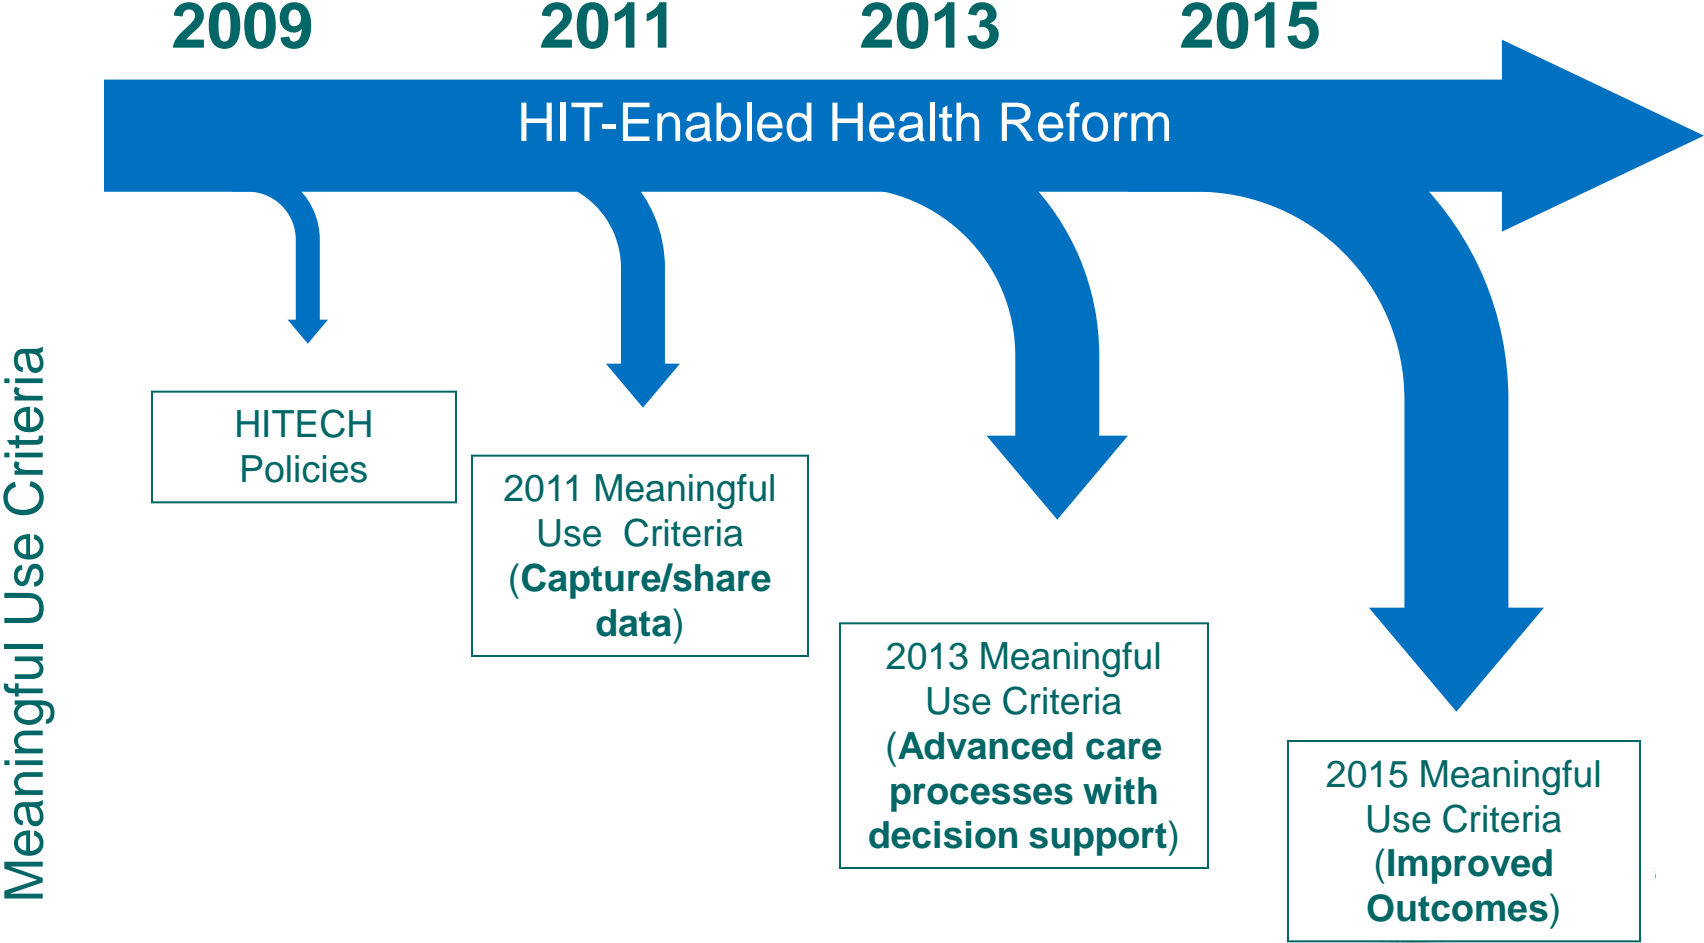 2009 2011 2013 2015
HIT-Enabled Health Reform
Meaningful Use Criteria
HITECH
Policies
2011 Meaningful
Use Criteria
(Capture/share
data)
2013 Meaningful
Use Criteria
(Advanced care
processes with
decision support)
2015 Meaningful
Use Criteria
(Improved
Outcomes)